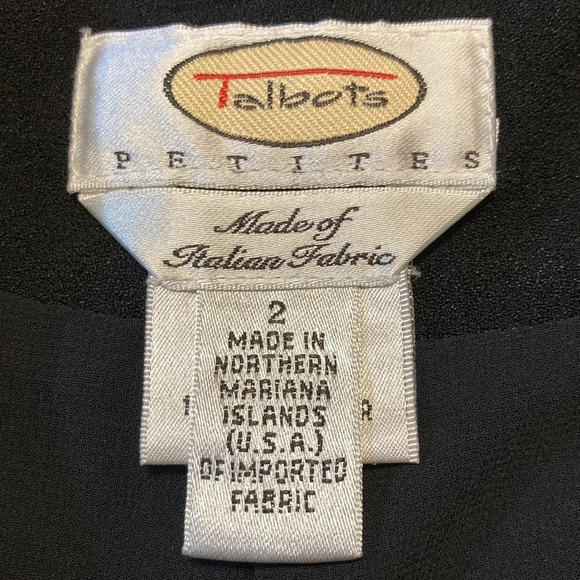 Talbots
PETITES
Made of
Italian Fabric
2
MADE IN
NORTHERN
MARIANA
ISLANDS
(U.S.A.)
OF IMPORTED
FABRIC